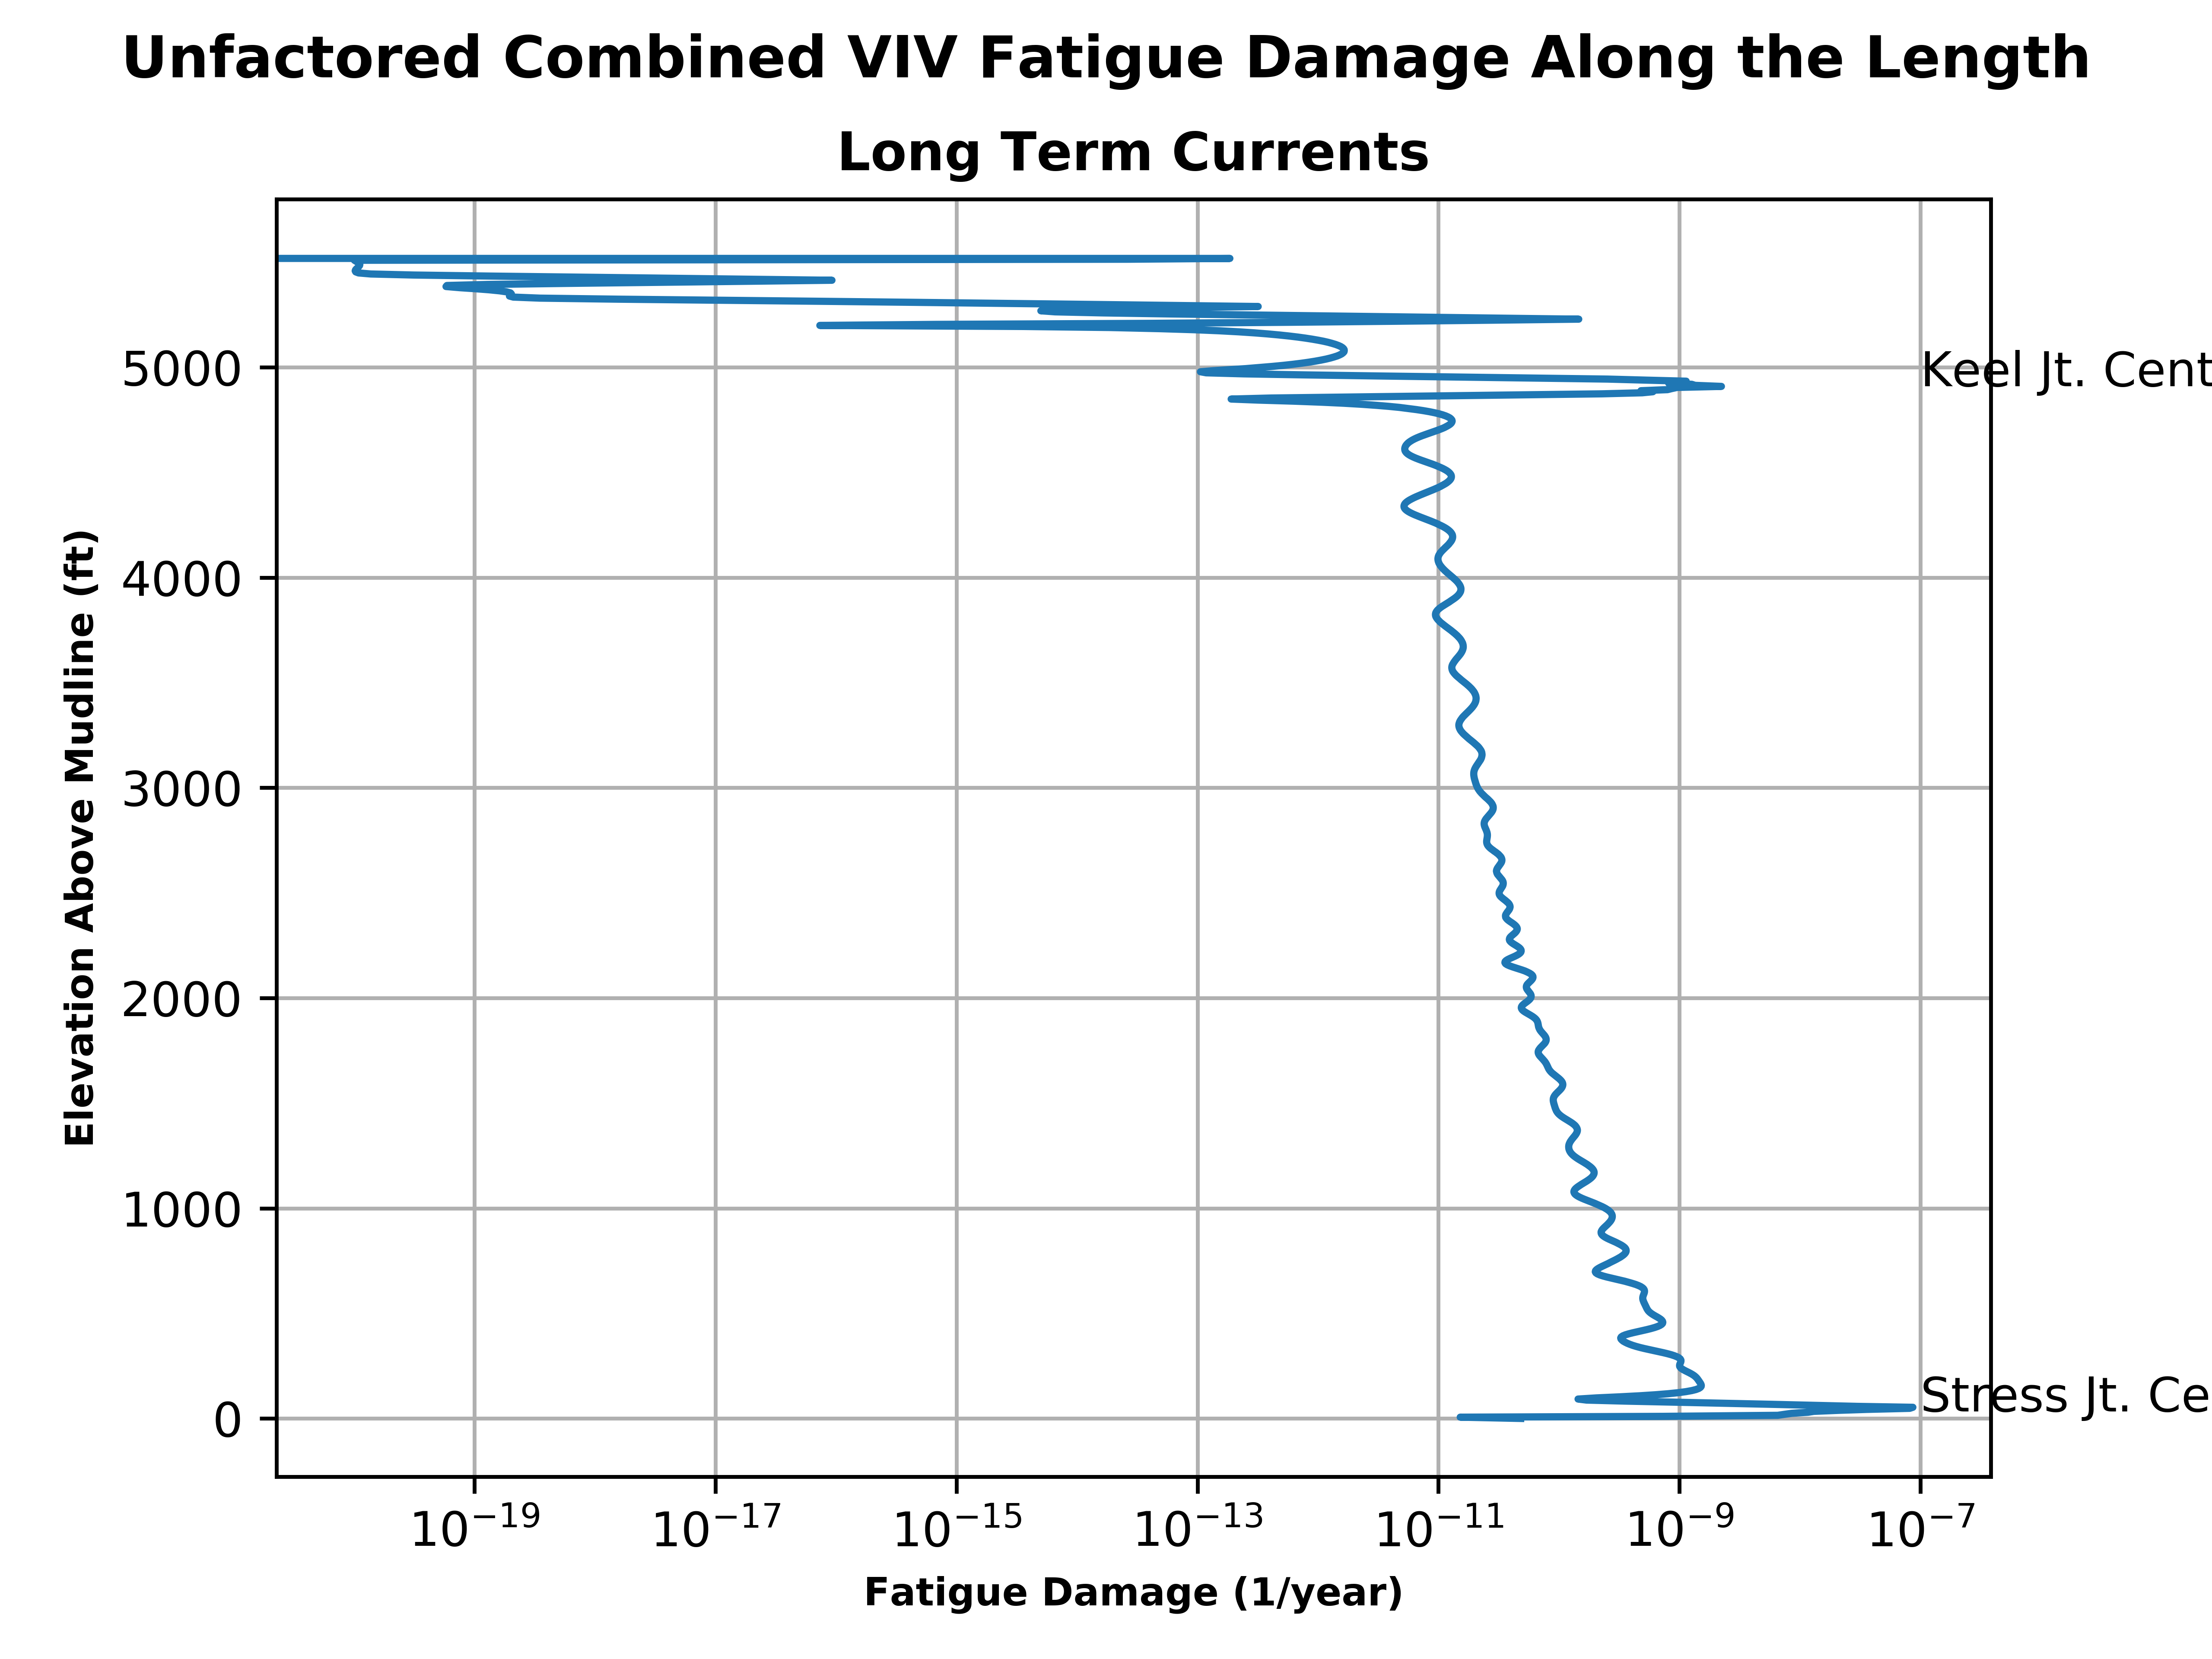 Unfactored Combined VIV Fatigue Damage Along the Length
Long Term Currents
Elevation Above Mudline (ft)
5000
4000
3000
2000
1000
0
Keel Jt. Cent
Stress Jt. Ce
10⁻¹⁹ 10⁻¹⁷ 10⁻¹⁵ 10⁻¹³ 10⁻¹¹ 10⁻⁹ 10⁻⁷
Fatigue Damage (1/year)